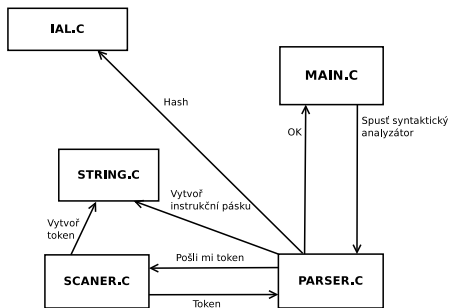 IAL.C
MAIN.C
Hash
Spusť syntaktický
analyzátor
OK
STRING.C
Vytvoř
instrukční pásku
Vytvoř
token
Pošli mi token
SCANER.C
PARSER.C
Token